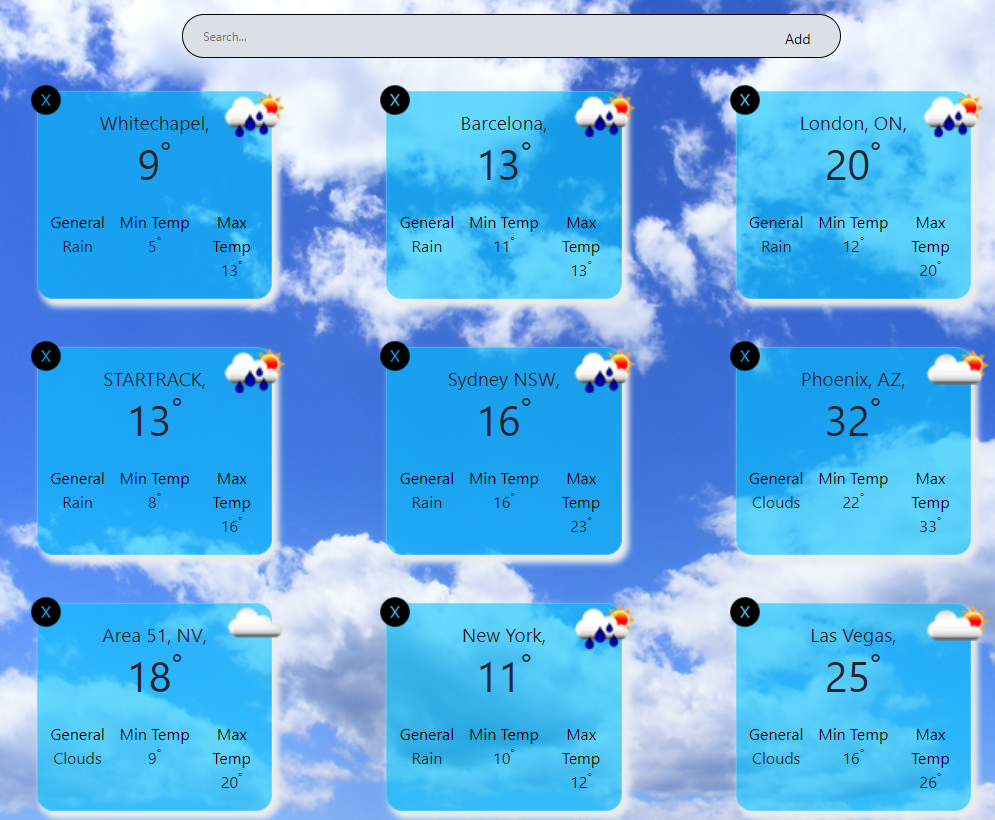 Search...
Add
X
Whitechapel,
9°
General Min Temp Max
Rain 5° Temp
13°
X
Barcelona,
13°
General Min Temp Max
Rain 11° Temp
13°
X
London, ON,
20°
General Min Temp Max
Rain 12° Temp
20°
X
STARTRACK,
13°
General Min Temp Max
Rain 8° Temp
16°
X
Sydney NSW,
16°
General Min Temp Max
Rain 16° Temp
23°
X
Phoenix, AZ,
32°
General Min Temp Max
Clouds 22° Temp
33°
X
Area 51, NV,
18°
General Min Temp Max
Clouds 9° Temp
20°
X
New York,
11°
General Min Temp Max
Rain 10° Temp
12°
X
Las Vegas,
25°
General Min Temp Max
Clouds 16° Temp
26°